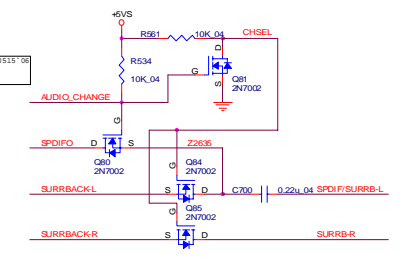 +5VS
R561 10K_04 CHSEL
0515`06
R534
10K_04
D
G
Q81
2N7002
S
AUDIO_CHANGE
G
SPDIFO D S Z2635
Q80
2N7002
G
Q84
2N7002
SURRBACK-L S D C700 0.22u_04 SPDIF/SURRB-L
G
Q85
2N7002
SURRBACK-R S D SURRB-R